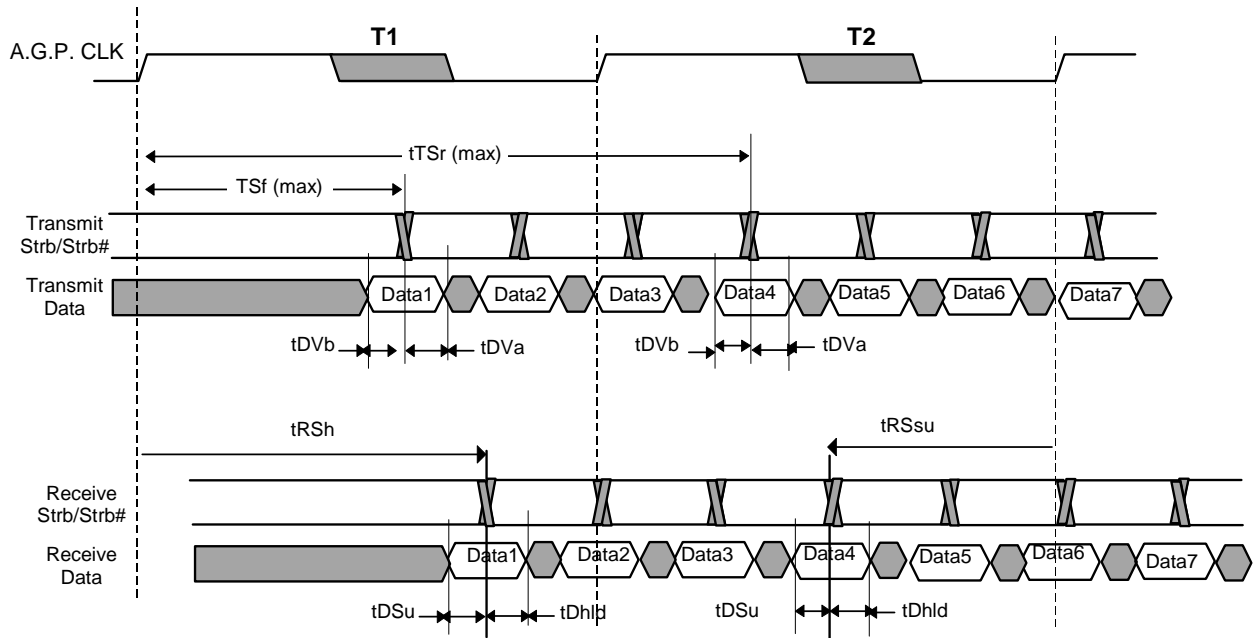 T1 T2
A.G.P. CLK
tTSr (max)
TSf (max)
Transmit
Strb/Strb#
Transmit
Data
Data1 Data2 Data3 Data4 Data5 Data6 Data7
tDVb tDVa tDVb tDVa
tRSh tRSsu
Receive
Strb/Strb#
Receive
Data
Data1 Data2 Data3 Data4 Data5 Data6 Data7
tDSu tDhld tDSu tDhld